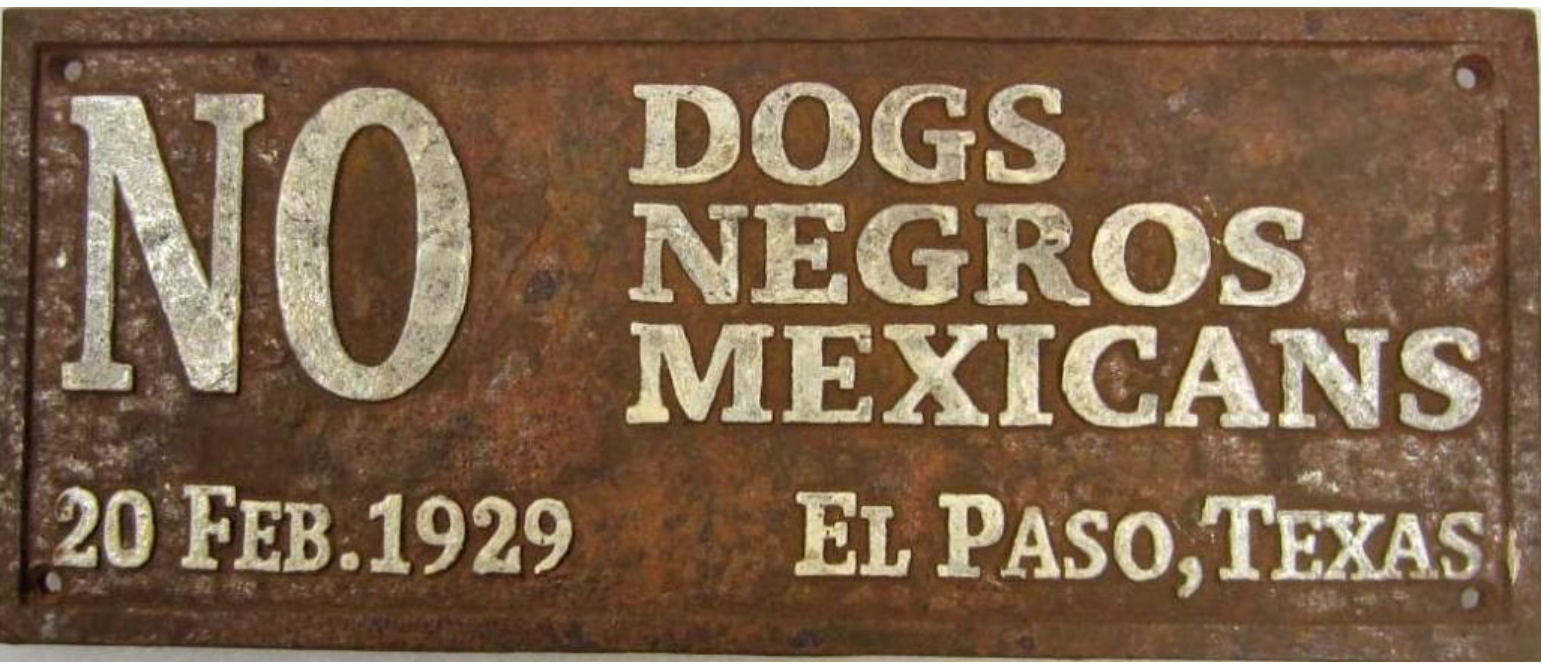 NO
DOGS
NEGROS
MEXICANS
20 FEB.1929
EL PASO, TEXAS